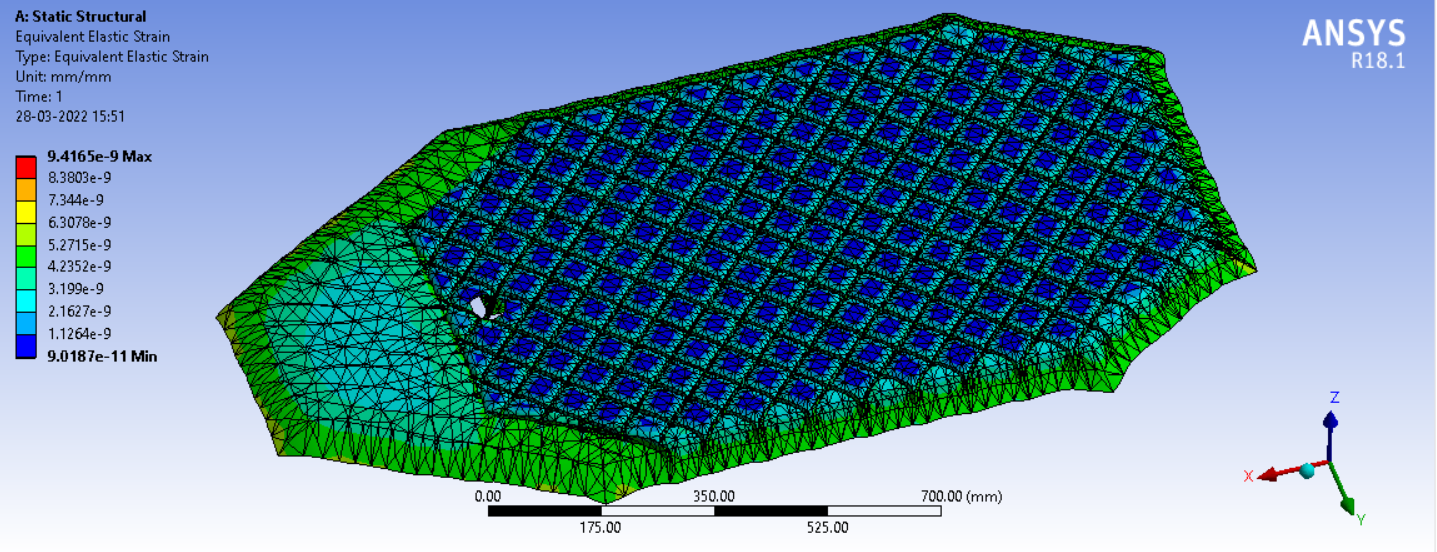 A: Static Structural
Equivalent Elastic Strain
Type: Equivalent Elastic Strain
Unit: mm/mm
Time: 1
28-03-2022 15:51
9.4165e-9 Max
8.3803e-9
7.344e-9
6.3078e-9
5.2715e-9
4.2352e-9
3.199e-9
2.1627e-9
1.1264e-9
9.0187e-11 Min
ANSYS
R18.1
0.00 350.00 700.00 (mm)
175.00 525.00
Z
X
Y